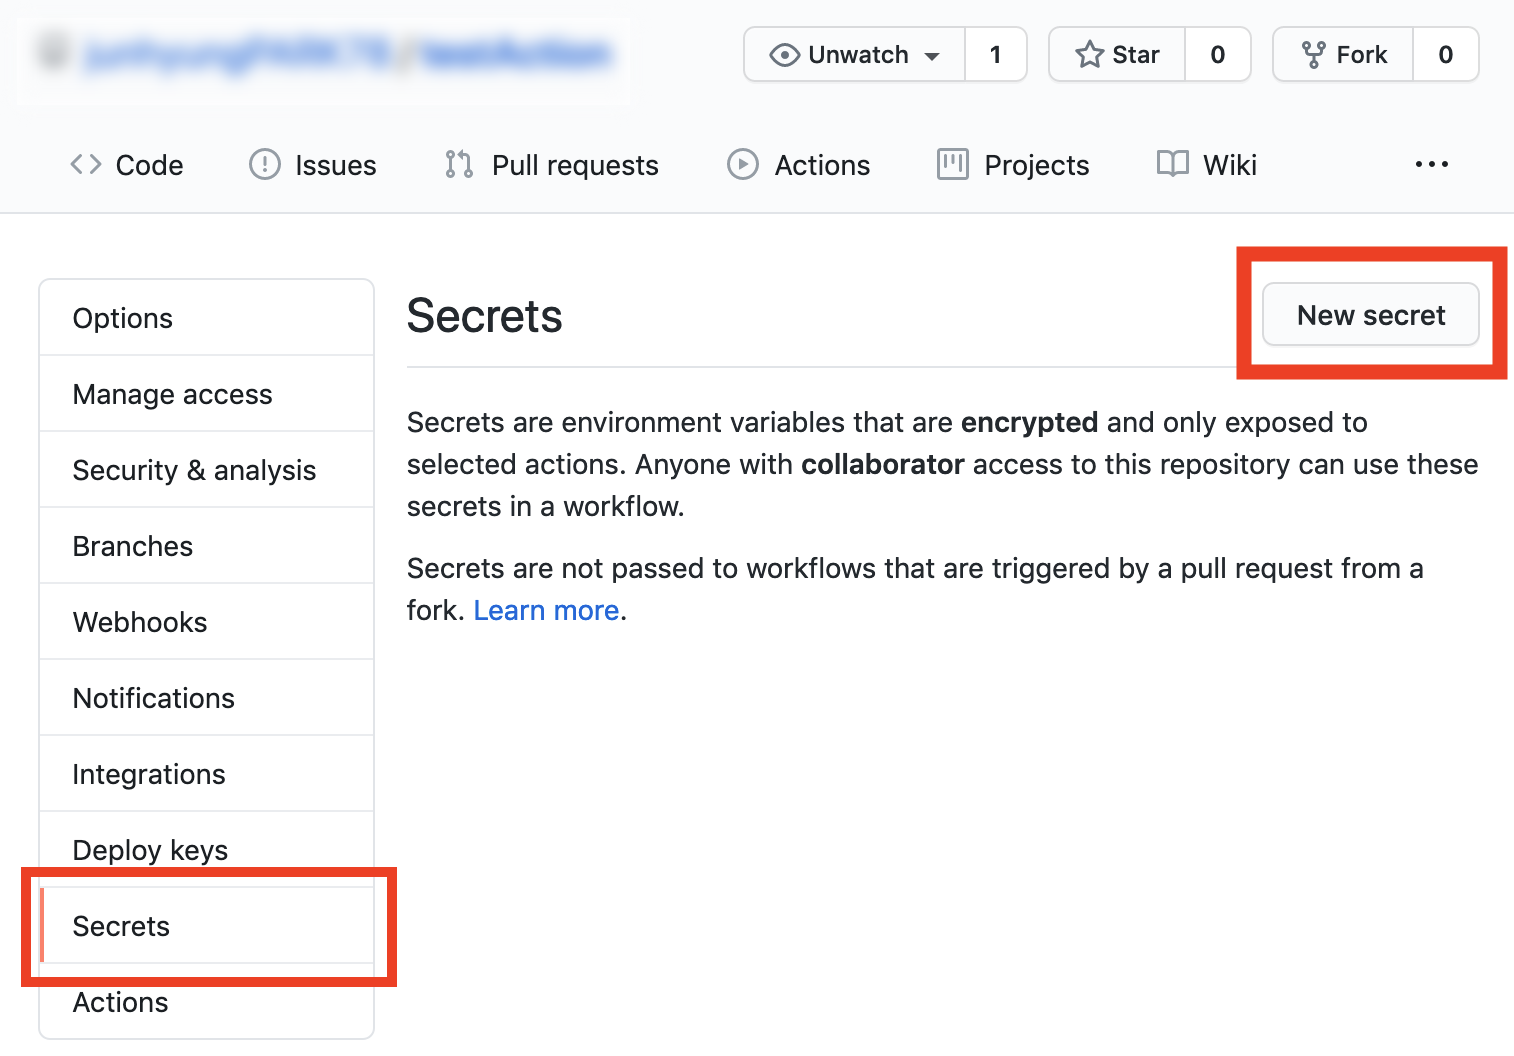 Unwatch 1 Star 0 Fork 0
Code Issues Pull requests Actions Projects Wiki ...
Options
Manage access
Security & analysis
Branches
Webhooks
Notifications
Integrations
Deploy keys
Secrets
Actions
Secrets
New secret
Secrets are environment variables that are encrypted and only exposed to
selected actions. Anyone with collaborator access to this repository can use these
secrets in a workflow.
Secrets are not passed to workflows that are triggered by a pull request from a
fork. Learn more.